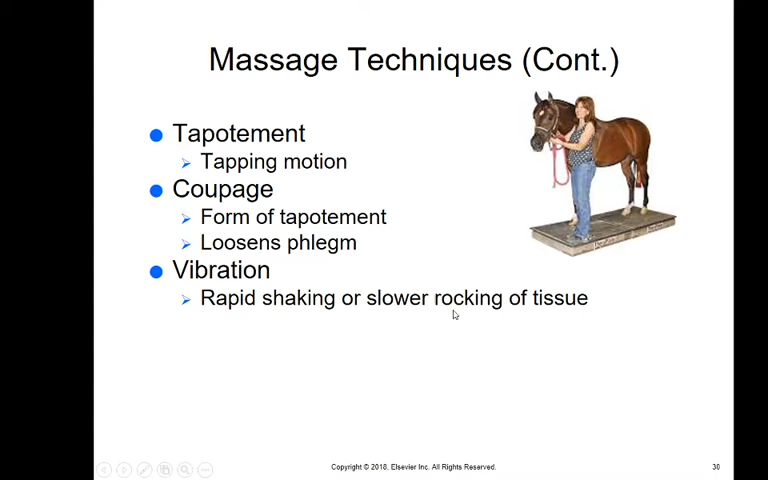 Massage Techniques (Cont.)
Tapotement
Tapping motion
Coupage
Form of tapotement
Loosens phlegm
Vibration
Rapid shaking or slower rocking of tissue
Copyright © 2018, Elsevier Inc. All Rights Reserved.
30